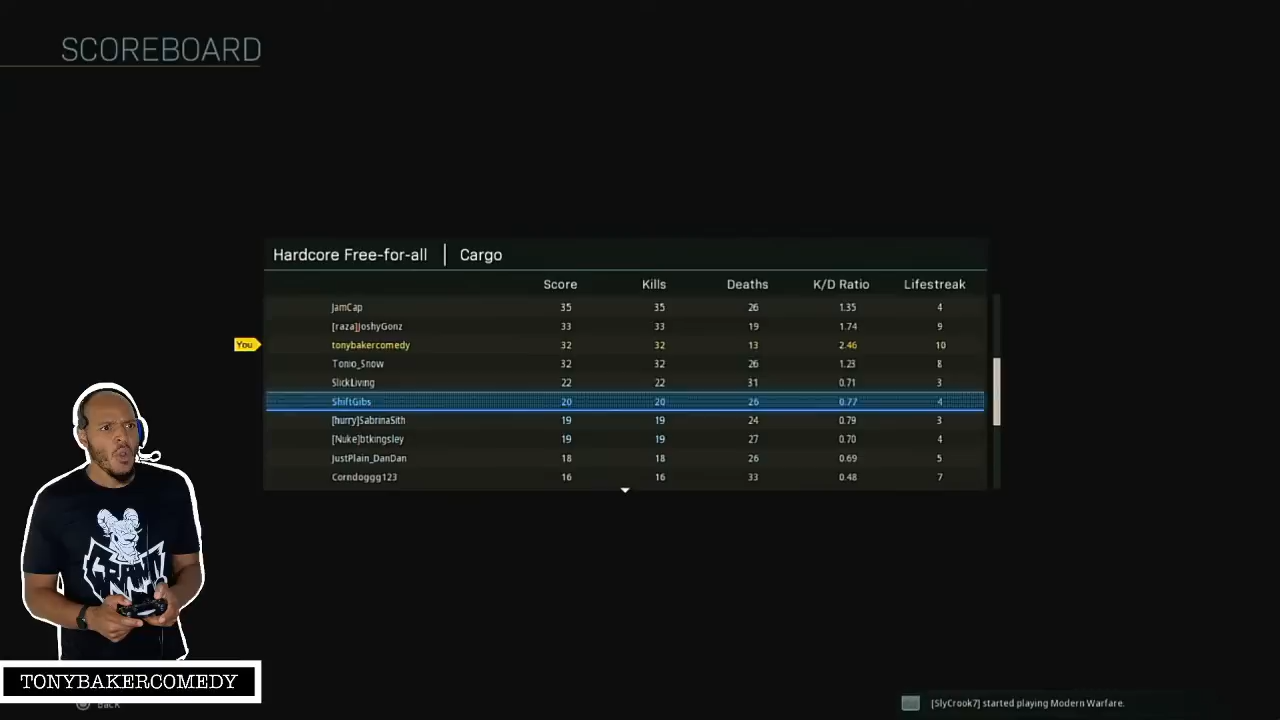 SCOREBOARD
Hardcore Free-for-all | Cargo
Score Kills Deaths K/D Ratio Lifestreak
JamCap 35 35 26 1.35 4
[raza]JoshyGonz 33 33 19 1.74 9
You tonybakercomedy 32 32 13 2.46 10
Tonio_Snow 32 32 26 1.23 8
SlickLiving 22 22 31 0.71 3
ShiftGibs 20 20 26 0.77 4
[hurry]SabrinaSith 19 19 24 0.79 3
[Nuke]btkingsley 19 19 27 0.70 4
JustPlain_DanDan 18 18 26 0.69 5
Corndoggg123 16 16 33 0.48 7
TONYBAKERCOMEDY
Back
[SlyCrook7] started playing Modern Warfare.